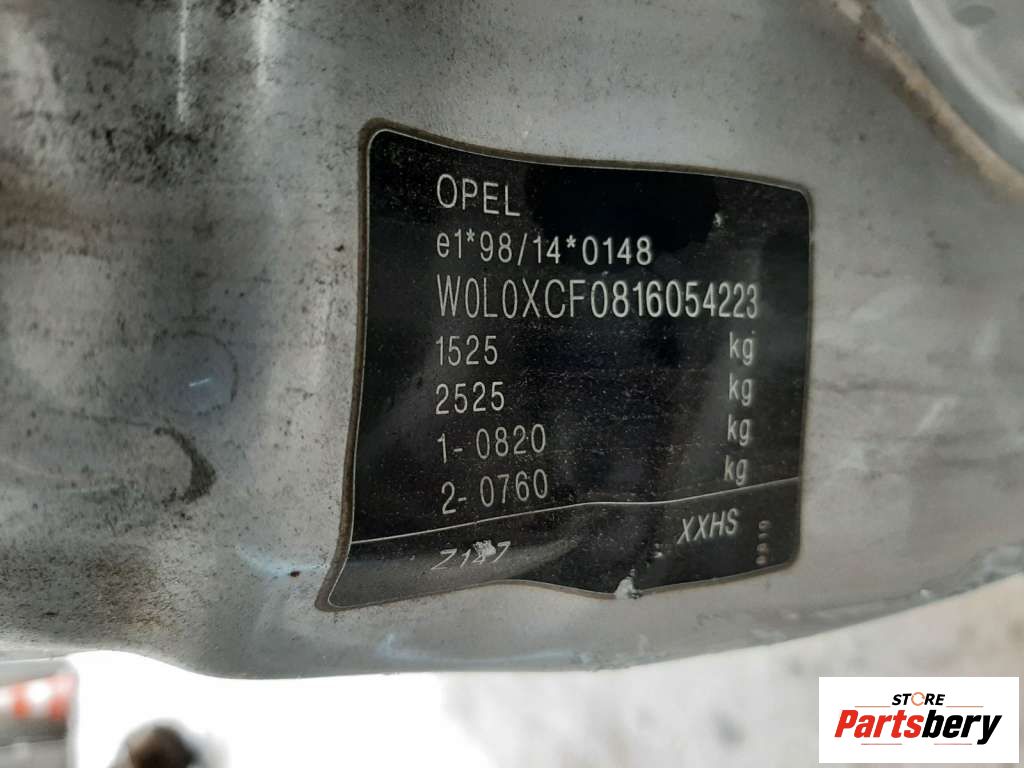 OPEL
e1*98/14*0148
W0L0XCF0816054223
1525 kg
2525 kg
1- 0820 kg
2- 0760 kg
Z147 XXHS
STORE
Partsbery